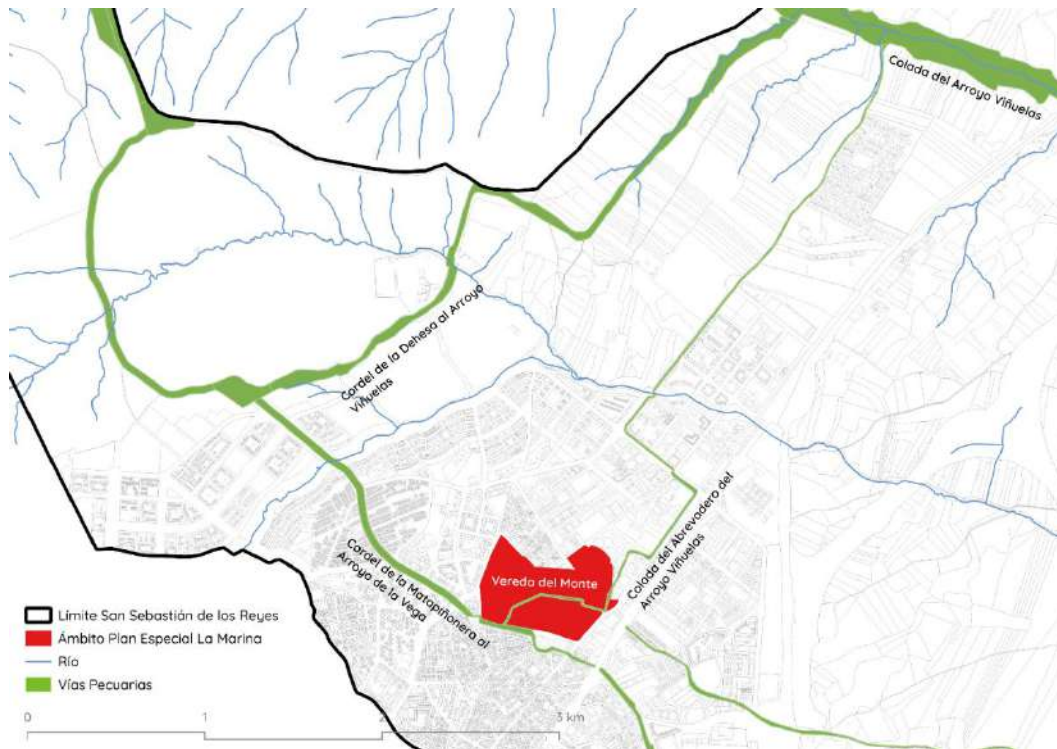 Colada del Arroyo Viñuelas
Cordel de la Dehesa al Arroyo
Viñuelas
Cordel de la Matapiñonera al
Arroyo de la Vega
Vereda del Monte
Colada del Abrevadero del
Arroyo Viñuelas
Límite San Sebastián de los Reyes
Ámbito Plan Especial La Marina
Río
Vías Pecuarias
0 1 2 3 km